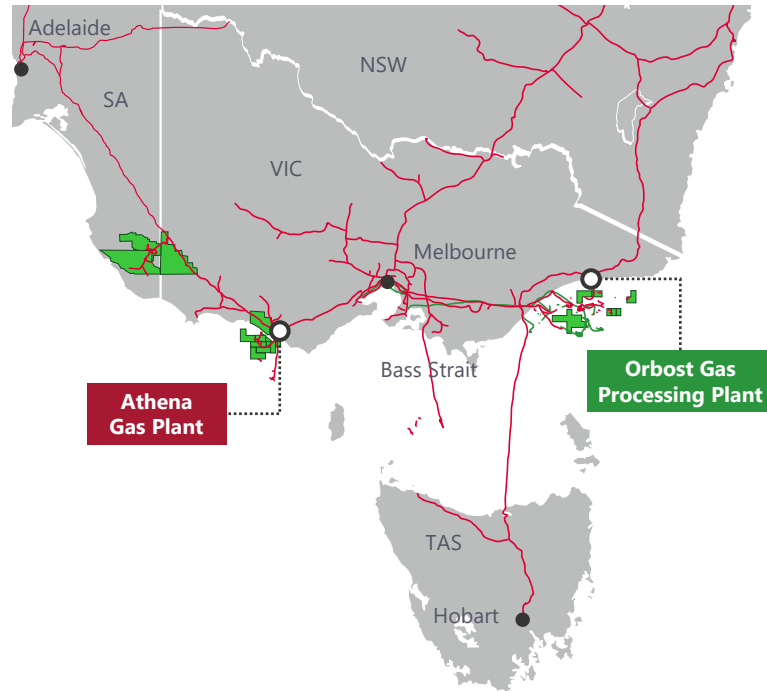 Adelaide
NSW
SA
VIC
Melbourne
Bass Strait
Orbost Gas
Processing Plant
Athena
Gas Plant
TAS
Hobart